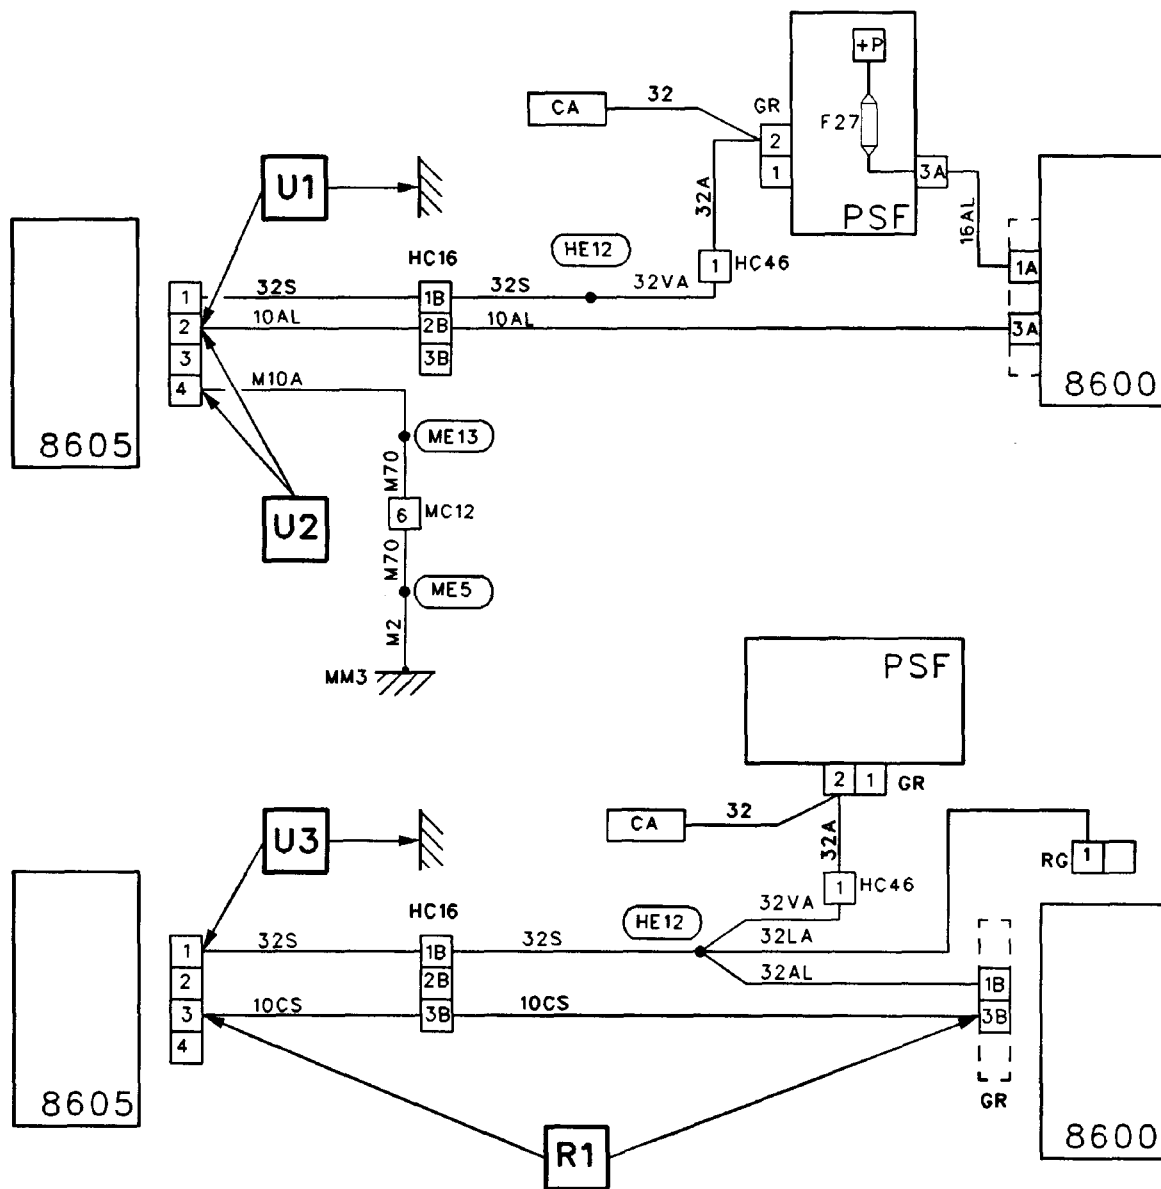 +P
CA
32
GR
F27
2
1
3A
PSF
U1
32A
16AL
HE12
HC16
1
HC46
1A
1
32S
1B
32S
32VA
2
10AL
2B
10AL
3A
3
3B
4
M10A
8605
8600
ME13
M70
U2
6
MC12
M70
ME5
M2
MM3
PSF
2
1
GR
CA
32
U3
32A
RG
1
1
HC46
HC16
32VA
HE12
1
32S
1B
32S
32LA
2
2B
32AL
1B
3
10CS
3B
10CS
3B
4
GR
8605
8600
R1